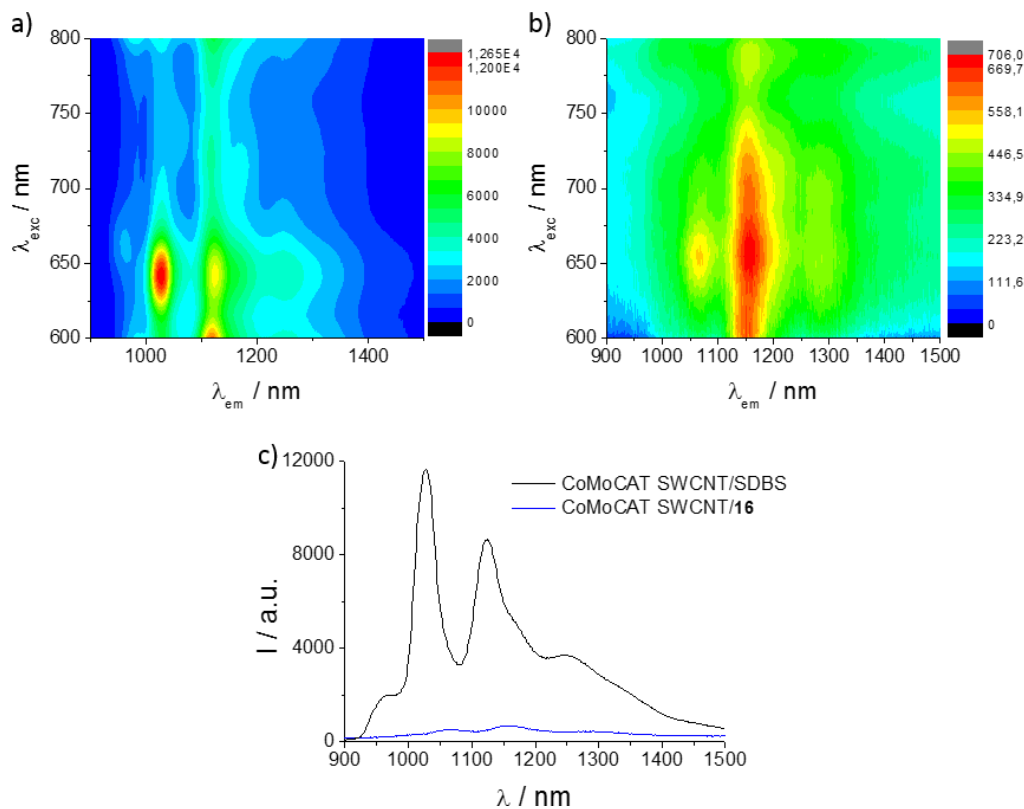 a)
800
750
700
650
600
λexc / nm
1000 1200 1400
λem / nm
1,265E4
1,200E4
10000
8000
6000
4000
2000
0
b)
800
750
700
650
600
λexc / nm
900 1000 1100 1200 1300 1400 1500
λem / nm
706,0
669,7
558,1
446,5
334,9
223,2
111,6
0
c)
12000
8000
4000
0
I / a.u.
CoMoCAT SWCNT/SDBS
CoMoCAT SWCNT/16
900 1000 1100 1200 1300 1400 1500
λ / nm